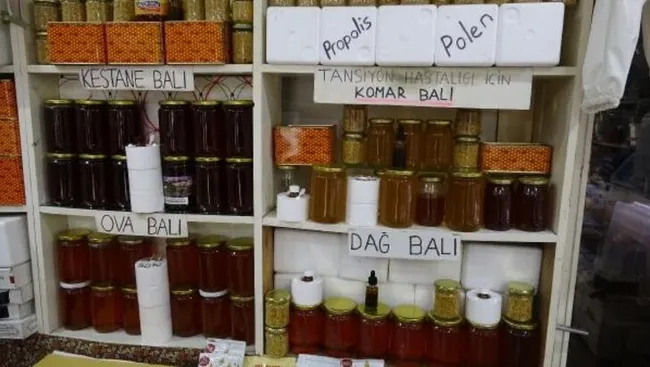 Propolis
Polen
KESTANE BALI
TANSİYON HASTALIĞI İÇİN
KOMAR BALI
OVA BALI
DAĞ BALI